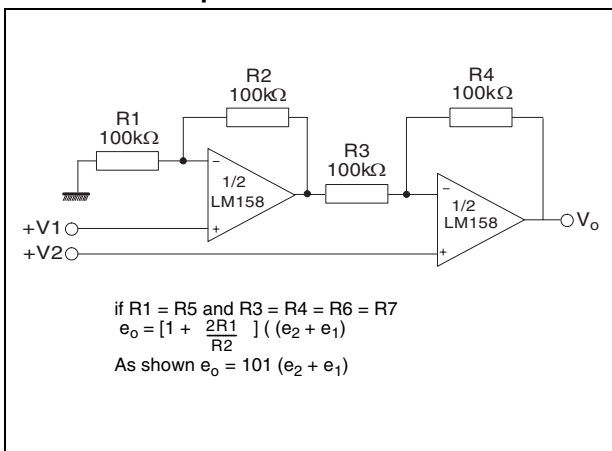 R2
100kΩ
R4
100kΩ
R1
100kΩ
R3
100kΩ
1/2
LM158
1/2
LM158
+V1
+V2
Vo
if R1 = R5 and R3 = R4 = R6 = R7
eo = [1 + 2R1/R2 ] ( (e2 + e1)
As shown eo = 101 (e2 + e1)